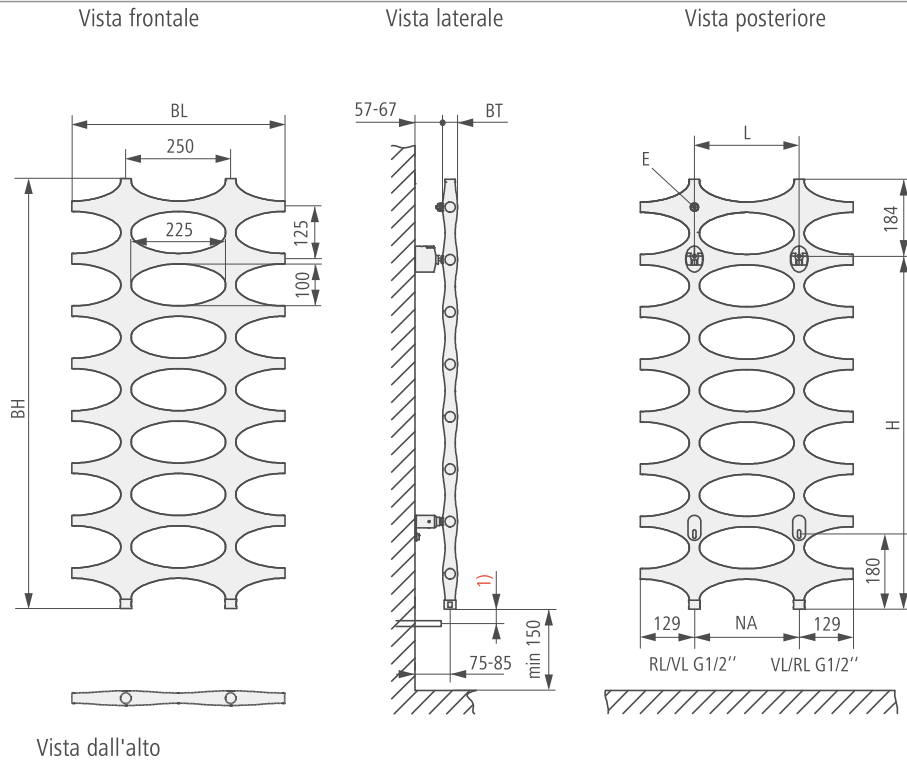 Vista frontale
Vista laterale
Vista posteriore
BL
250
225
125
100
BH
57-67
BT
1)
75-85
min 150
L
E
184
H
180
129
NA
129
RL/VL G1/2‘‘
VL/RL G1/2‘‘
Vista dall'alto